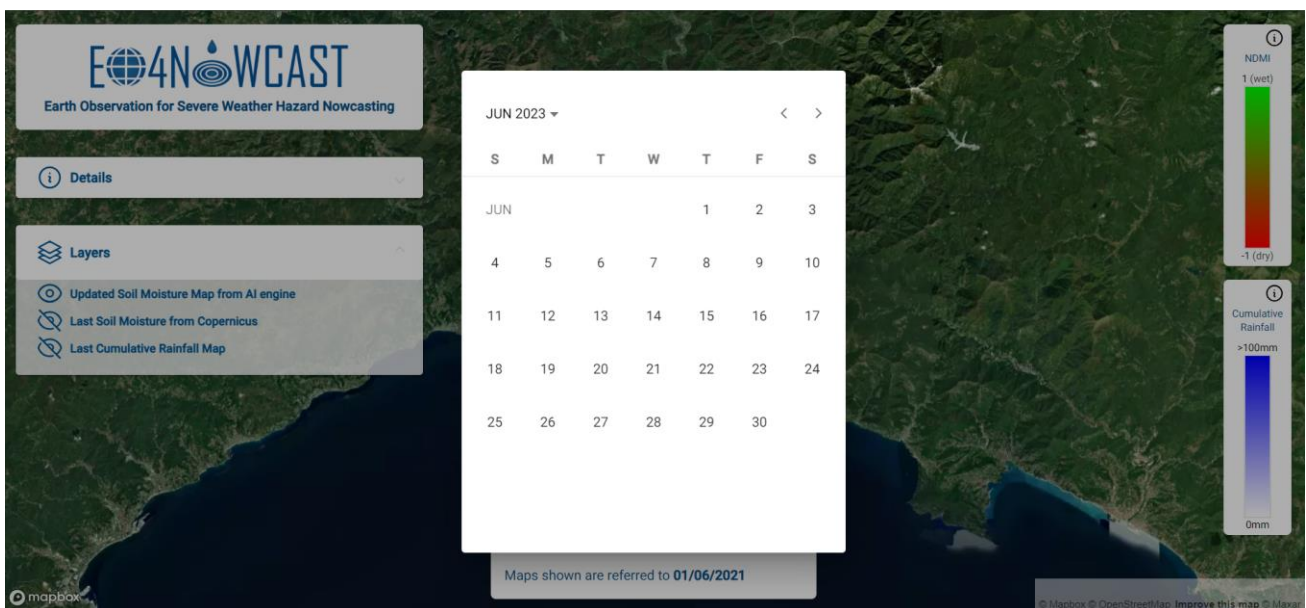 EO4NOWCAST
Earth Observation for Severe Weather Hazard Nowcasting
i Details
Layers
Updated Soil Moisture Map from AI engine
Last Soil Moisture from Copernicus
Last Cumulative Rainfall Map
JUN 2023
S M T W T F S
JUN 1 2 3
4 5 6 7 8 9 10
11 12 13 14 15 16 17
18 19 20 21 22 23 24
25 26 27 28 29 30
Maps shown are referred to 01/06/2021
i
NDMI
1 (wet)
-1 (dry)
i
Cumulative
Rainfall
>100mm
0mm
mapbox
© Mapbox © OpenStreetMap Improve this map © Maxar